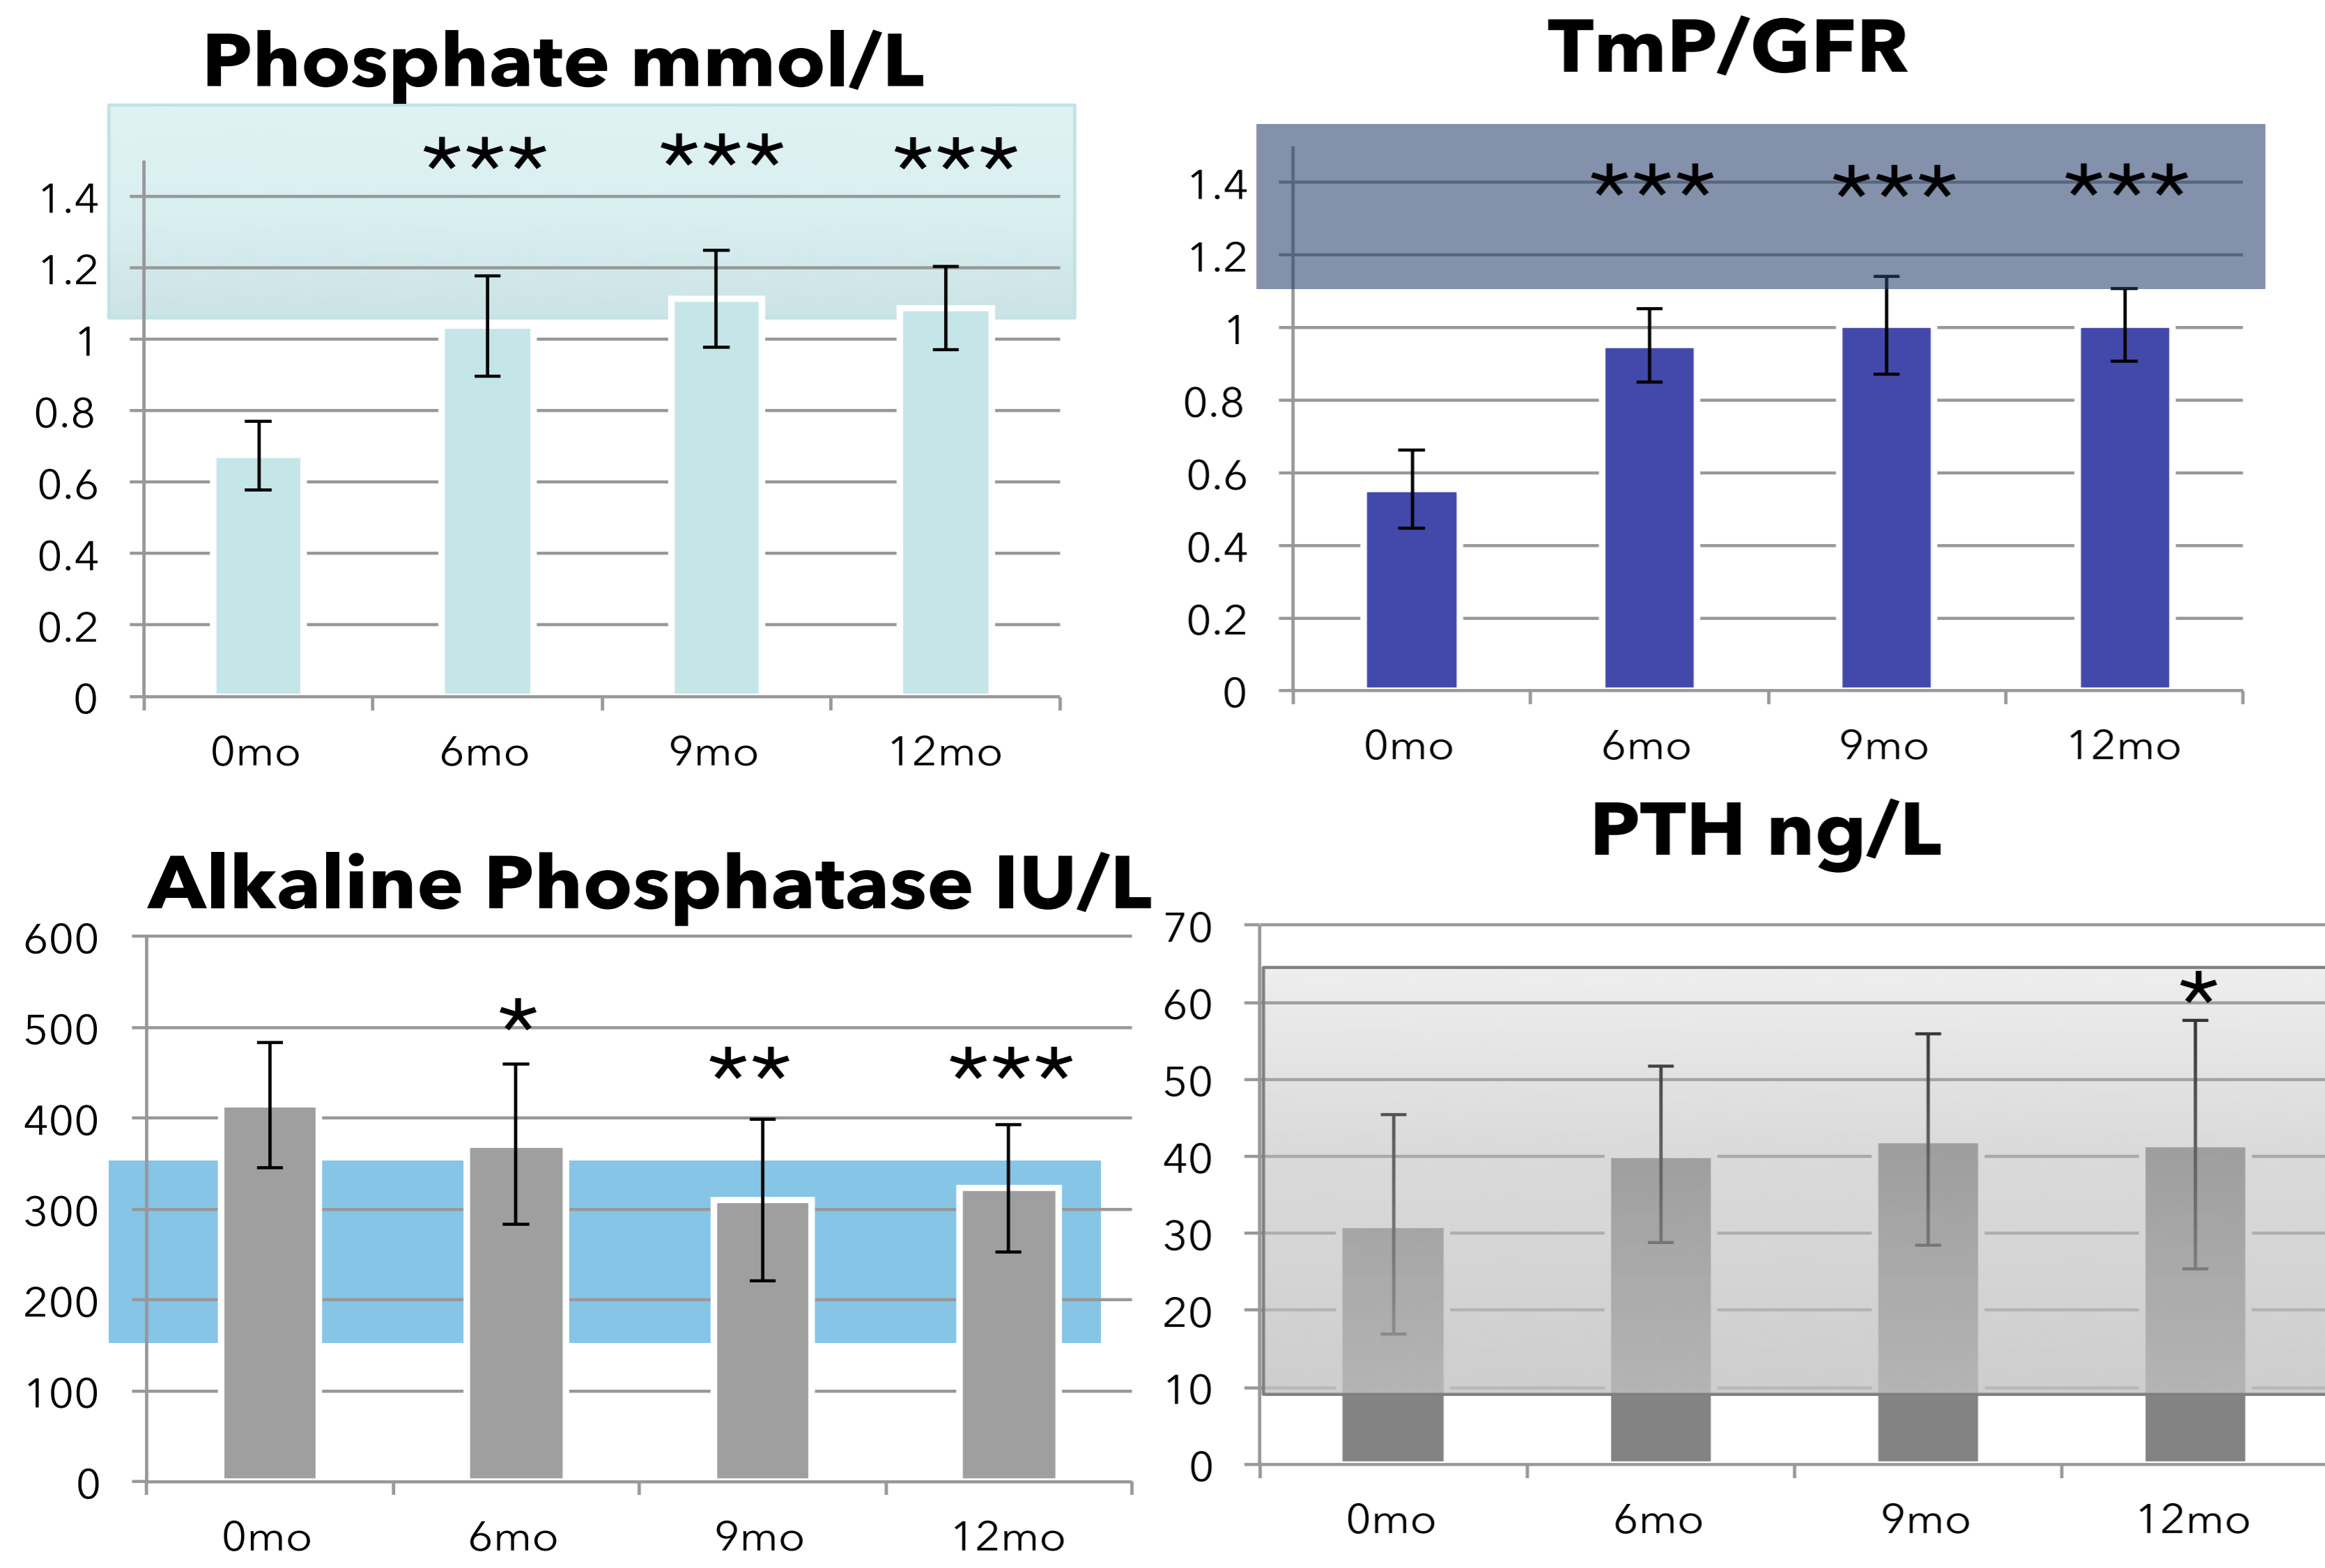 Phosphate mmol/L
*** *** ***
1.4
1.2
1
0.8
0.6
0.4
0.2
0
0mo 6mo 9mo 12mo
TmP/GFR
*** *** ***
1.4
1.2
1
0.8
0.6
0.4
0.2
0
0mo 6mo 9mo 12mo
Alkaline Phosphatase IU/L
600
500
400
300
200
100
0
* ** ***
0mo 6mo 9mo 12mo
PTH ng/L
70
60
50
40
30
20
10
0
*
0mo 6mo 9mo 12mo